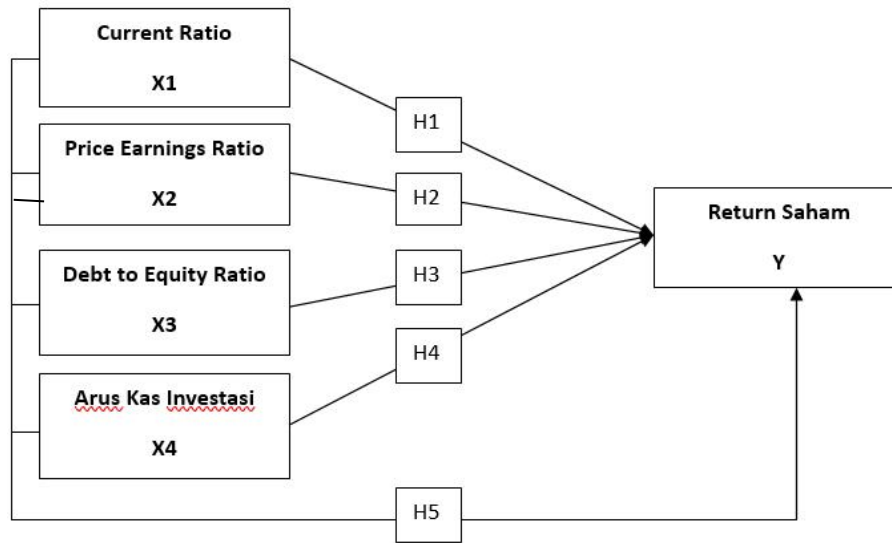 Current Ratio
X1
H1
Price Earnings Ratio
X2
H2
Return Saham
Y
Debt to Equity Ratio
X3
H3
H4
Arus Kas Investasi
X4
H5